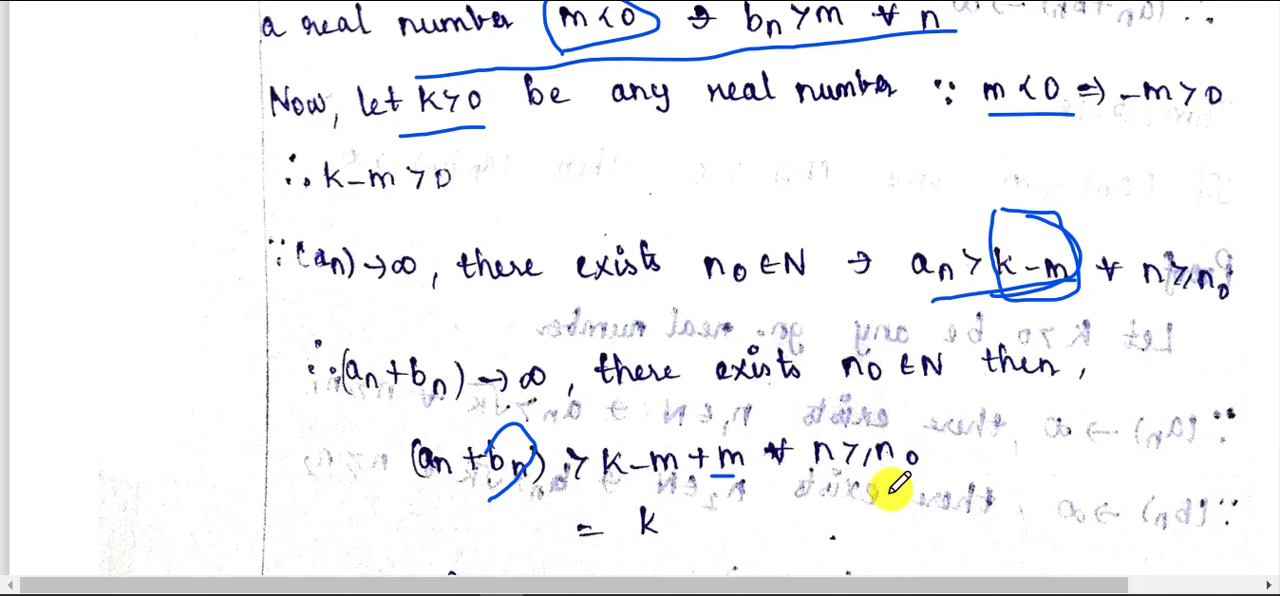 a real number m<0 ∋ bn>m ∀ n
Now, let k>0 be any real number ∵ m<0 ⇒ -m>0
∴ k-m>0
∵ (an)→∞, there exists n0∈N ∋ an>k-m ∀ n≥n0
∴ (an+bn)→∞, there exists n0∈N then,
(an+bn) > k-m+m ∀ n≥n0
= k